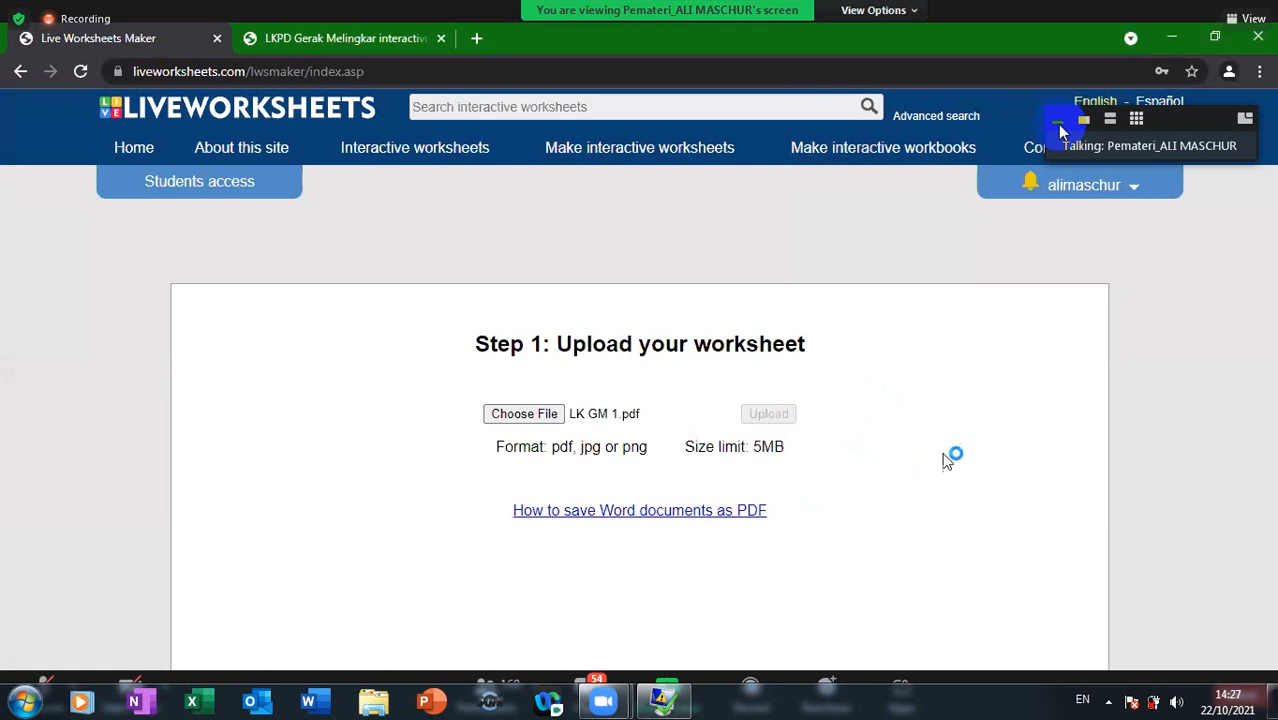 Recording
You are viewing Pemateri_ALI MASCHUR's screen
View Options
View
Live Worksheets Maker
LKPD Gerak Melingkar interactiv
liveworksheets.com/lwsmaker/index.asp
LIVE LIVEWORKSHEETS
Search interactive worksheets
Advanced search
English - Español
Home
About this site
Interactive worksheets
Make interactive worksheets
Make interactive workbooks
Talking: Pemateri_ALI MASCHUR
Students access
alimaschur
Step 1: Upload your worksheet
Choose File LK GM 1.pdf
Upload
Format: pdf, jpg or png
Size limit: 5MB
How to save Word documents as PDF
54
EN
14:27
22/10/2021